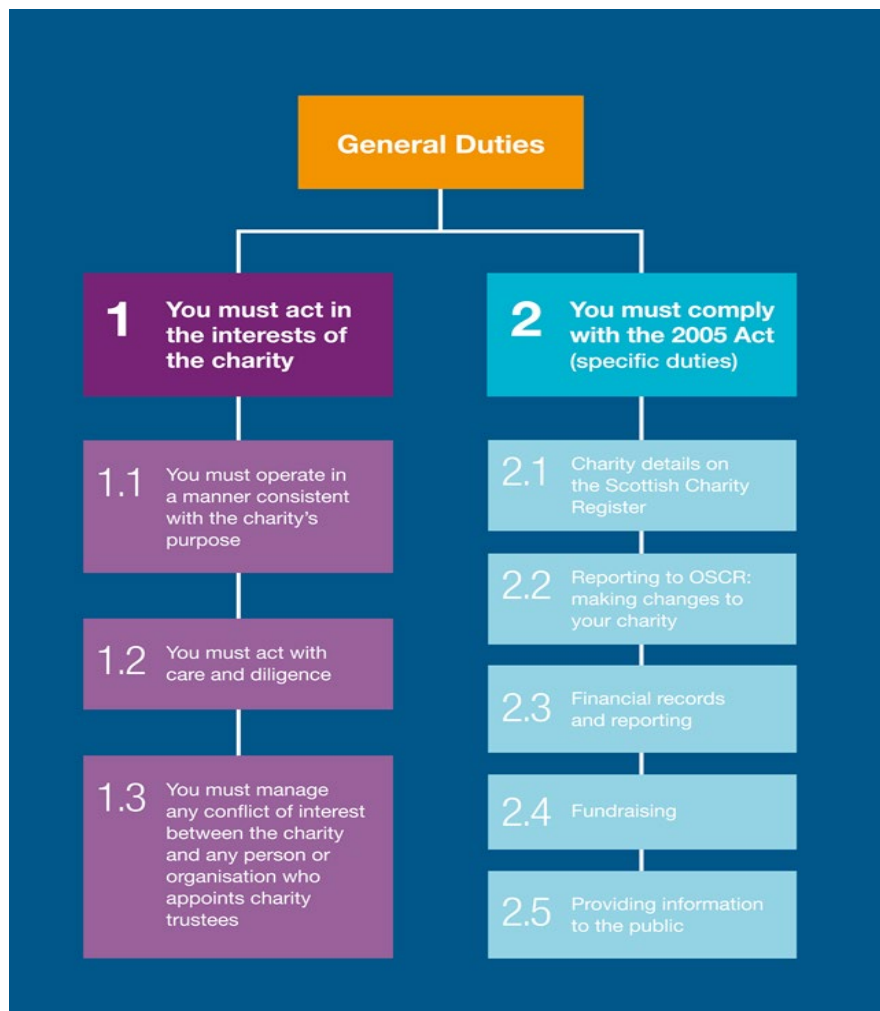 General Duties
1
You must act in
the interests of
the charity
1.1
You must operate in
a manner consistent
with the charity’s
purpose
1.2
You must act with
care and diligence
1.3
You must manage
any conflict of interest
between the charity
and any person or
organisation who
appoints charity
trustees
2
You must comply
with the 2005 Act
(specific duties)
2.1
Charity details on
the Scottish Charity
Register
2.2
Reporting to OSCR:
making changes to
your charity
2.3
Financial records
and reporting
2.4
Fundraising
2.5
Providing information
to the public